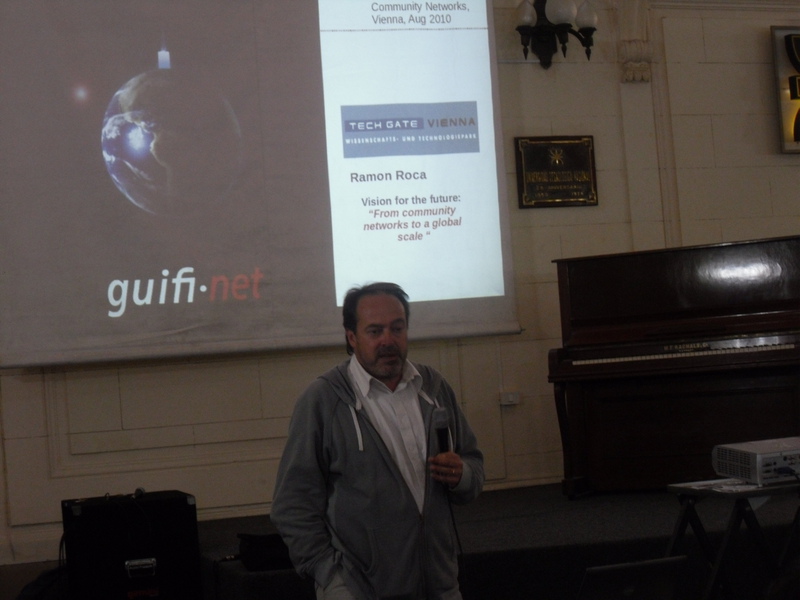 Community Networks,
Vienna, Aug 2010
TECH GATE VIENNA
WISSENSCHAFTS- UND TECHNOLOGIEPARK
Ramon Roca
Vision for the future:
"From community
networks to a global
scale "
guifi·net